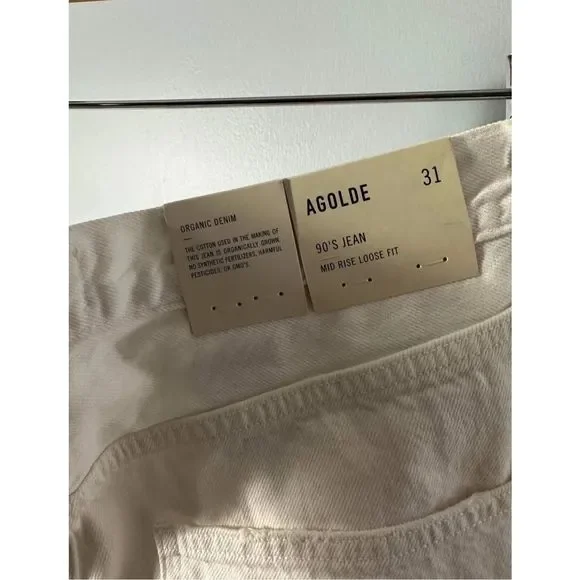 ORGANIC DENIM
THE COTTON USED IN THE MAKING OF
THIS JEAN IS ORGANICALLY GROWN.
NO SYNTHETIC FERTILIZERS, HARMFUL
PESTICIDES, OR GMO'S.
AGOLDE 31
90'S JEAN
MID RISE LOOSE FIT